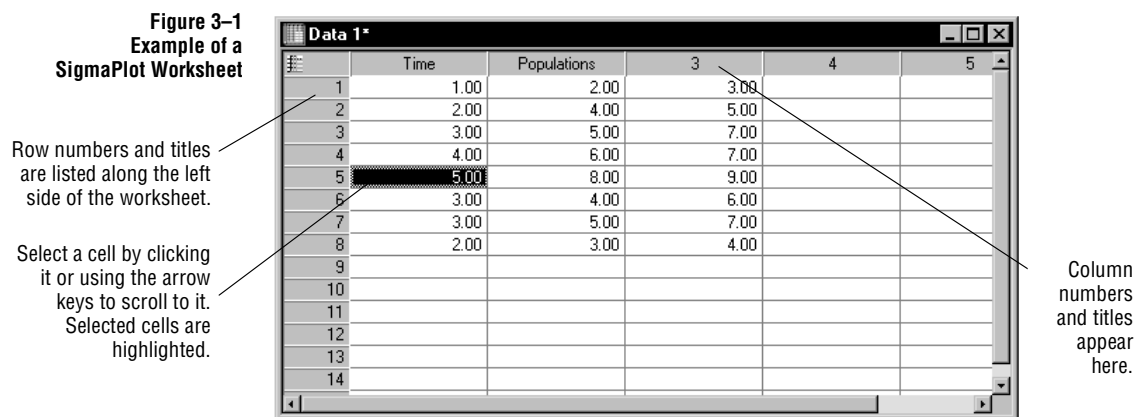 Figure 3–1
Example of a
SigmaPlot Worksheet
Row numbers and titles
are listed along the left
side of the worksheet.
Select a cell by clicking
it or using the arrow
keys to scroll to it.
Selected cells are
highlighted.
Data 1*
Time Populations 3 4 5
1 1.00 2.00 3.00
2 2.00 4.00 5.00
3 3.00 5.00 7.00
4 4.00 6.00 7.00
5 5.00 8.00 9.00
6 3.00 4.00 6.00
7 3.00 5.00 7.00
8 2.00 3.00 4.00
9
10
11
12
13
14
Column
numbers
and titles
appear
here.